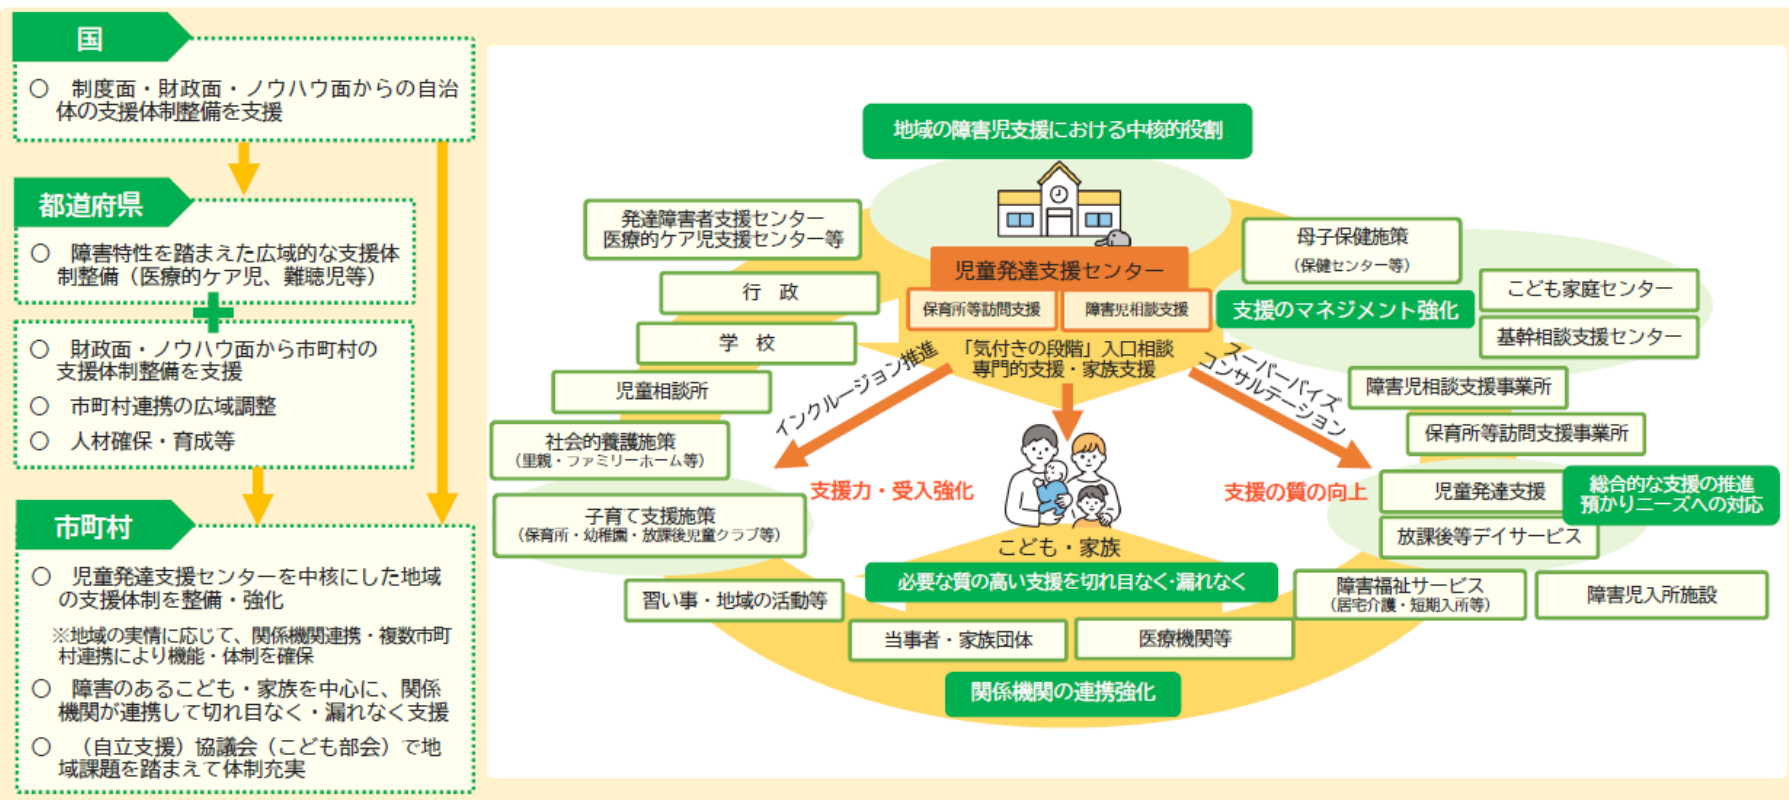 国
〇　制度面・財政面・ノウハウ面からの自治
体の支援体制整備を支援
都道府県
〇　障害特性を踏まえた広域的な支援体
制整備（医療的ケア児、難聴児等）
〇　財政面・ノウハウ面から市町村の
支援体制整備を支援
〇　市町村連携の広域調整
〇　人材確保・育成等
市町村
〇　児童発達支援センターを中核にした地域
の支援体制を整備・強化
※地域の実情に応じて、関係機関連携・複数市町
村連携により機能・体制を確保
〇　障害のあるこども・家族を中心に、関係
機関が連携して切れ目なく・漏れなく支援
〇　（自立支援）協議会（こども部会）で地
域課題を踏まえて体制充実
地域の障害児支援における中核的役割
発達障害者支援センター
医療的ケア児支援センター等
行　政
学　校
児童相談所
社会的養護施策
（里親・ファミリーホーム等）
子育て支援施策
（保育所・幼稚園・放課後児童クラブ等）
習い事・地域の活動等
児童発達支援センター
保育所等訪問支援
障害児相談支援
「気付きの段階」入口相談
専門的支援・家族支援
インクルージョン推進
スーパーバイズ
コンサルテーション
支援力・受入強化
支援の質の向上
こども・家族
必要な質の高い支援を切れ目なく・漏れなく
当事者・家族団体
医療機関等
関係機関の連携強化
母子保健施策
（保健センター等）
支援のマネジメント強化
こども家庭センター
基幹相談支援センター
障害児相談支援事業所
保育所等訪問支援事業所
児童発達支援
放課後等デイサービス
総合的な支援の推進
預かりニーズへの対応
障害福祉サービス
（居宅介護・短期入所等）
障害児入所施設